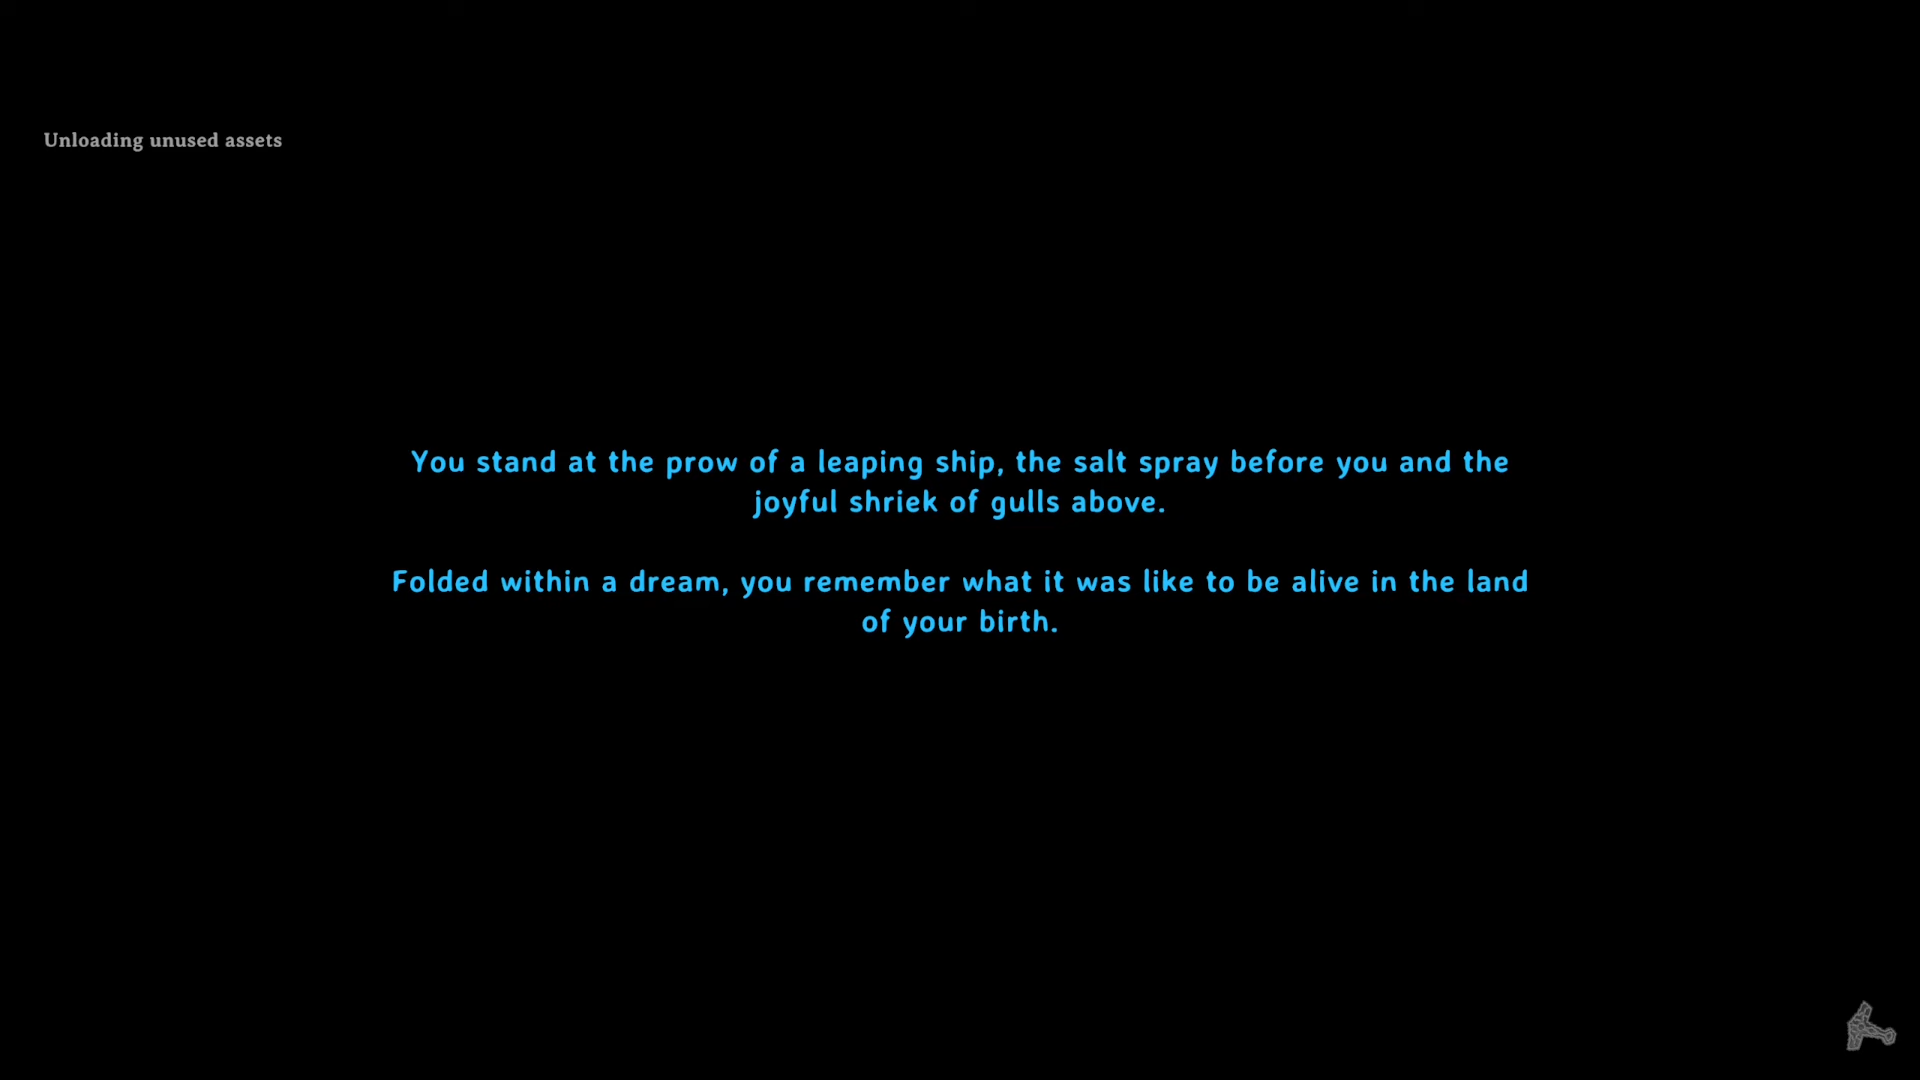 Unloading unused assets
You stand at the prow of a leaping ship, the salt spray before you and the
joyful shriek of gulls above.
Folded within a dream, you remember what it was like to be alive in the land
of your birth.